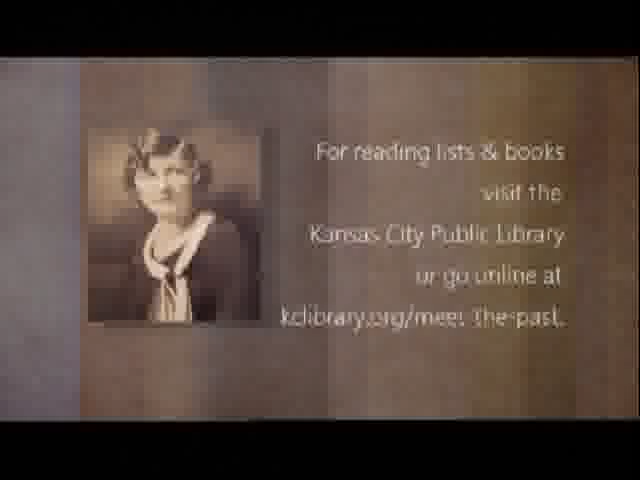 For reading lists & books
visit the
Kansas City Public Library
or go online at
kclibrary.org/meet-the-past.